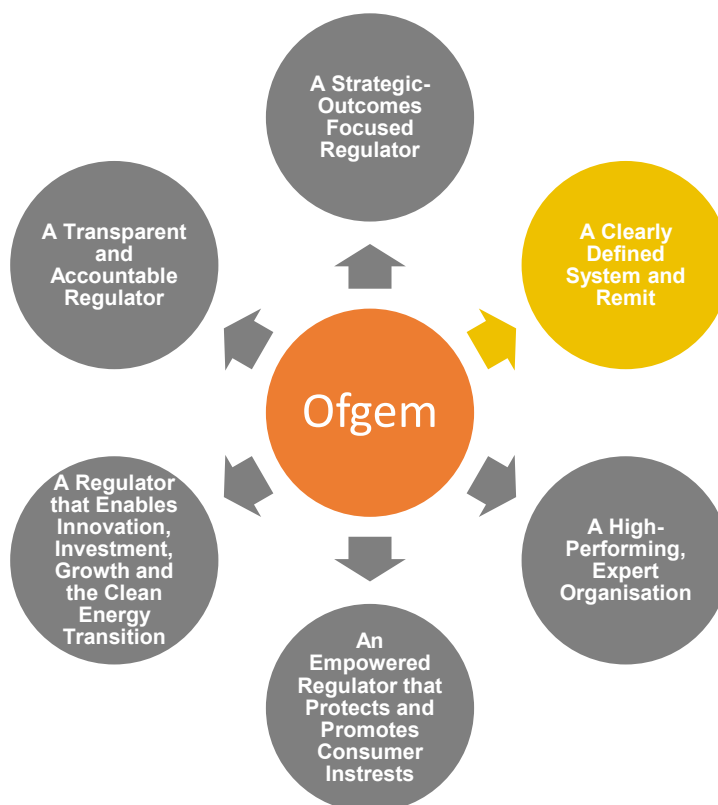 A Strategic-
Outcomes
Focused
Regulator
A Transparent
and
Accountable
Regulator
A Clearly
Defined
System and
Remit
Ofgem
A Regulator
that Enables
Innovation,
Investment,
Growth and
the Clean
Energy
Transition
A High-
Performing,
Expert
Organisation
An
Empowered
Regulator that
Protects and
Promotes
Consumer
Instrests